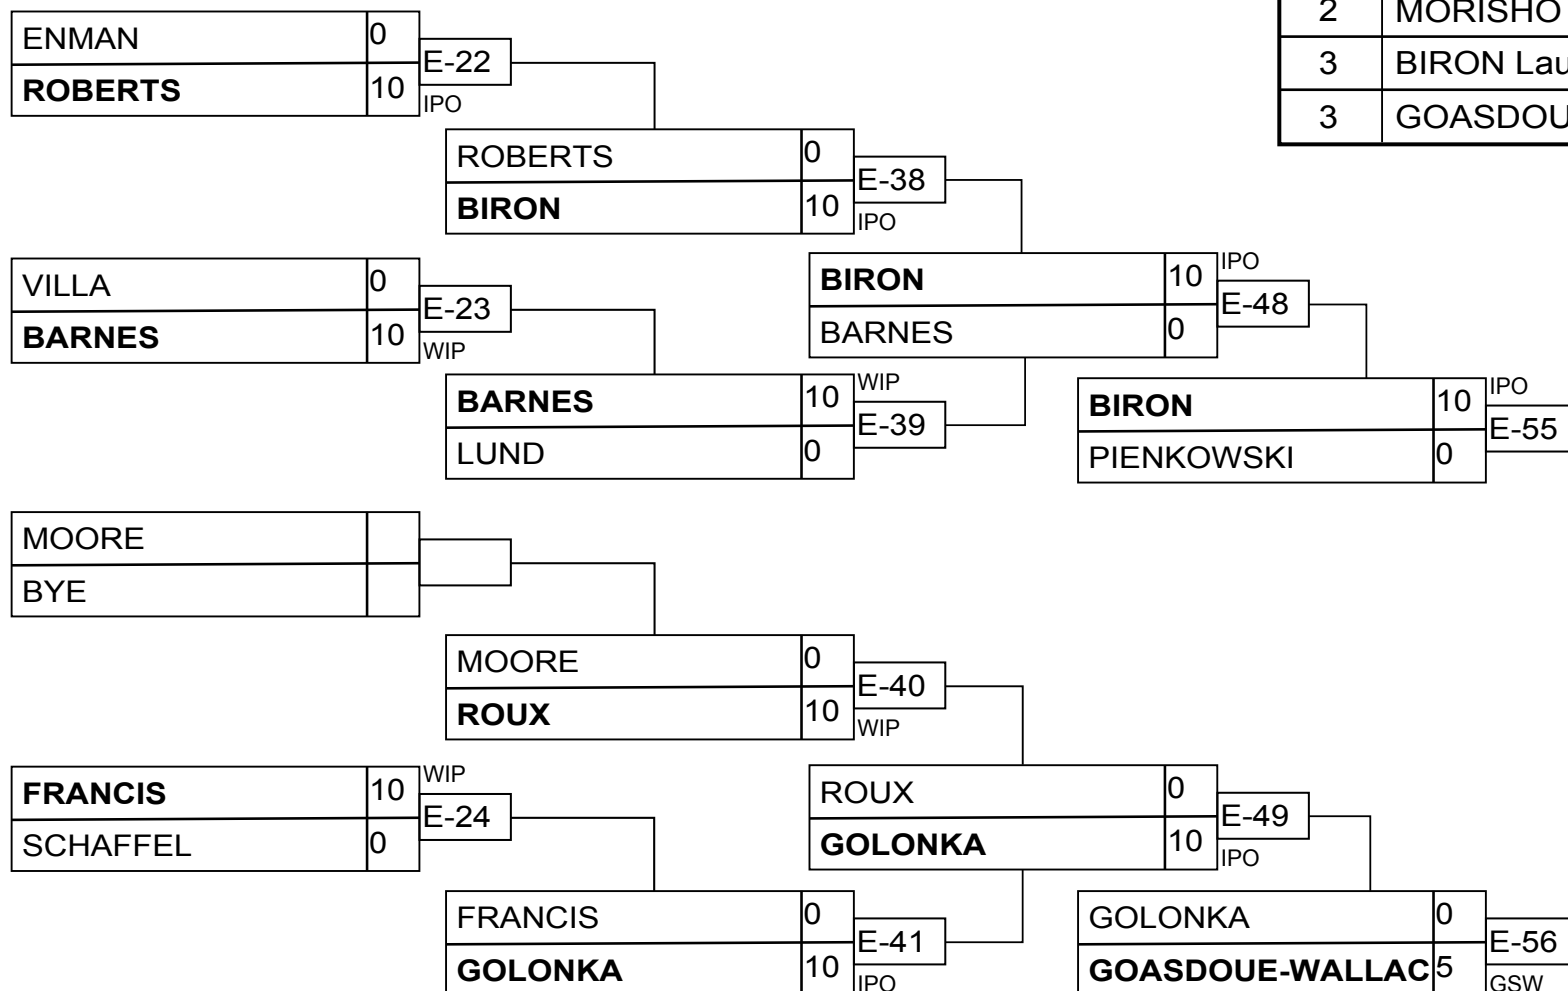 2 MORISHO
3 BIRON Lau
3 GOASDOU
ENMAN 0
ROBERTS 10
E-22
IPO
ROBERTS 0
BIRON 10
E-38
IPO
VILLA 0
BARNES 10
E-23
WIP
BIRON 10
BARNES 0
IPO
E-48
BARNES 10
LUND 0
WIP
E-39
BIRON 10
PIENKOWSKI 0
IPO
E-55
MOORE
BYE
MOORE 0
ROUX 10
E-40
WIP
FRANCIS 10
SCHAFFEL 0
WIP
E-24
ROUX 0
GOLONKA 10
E-49
IPO
FRANCIS 0
GOLONKA 10
E-41
IPO
GOLONKA 0
GOASDOUE-WALLAC 5
E-56
GSW